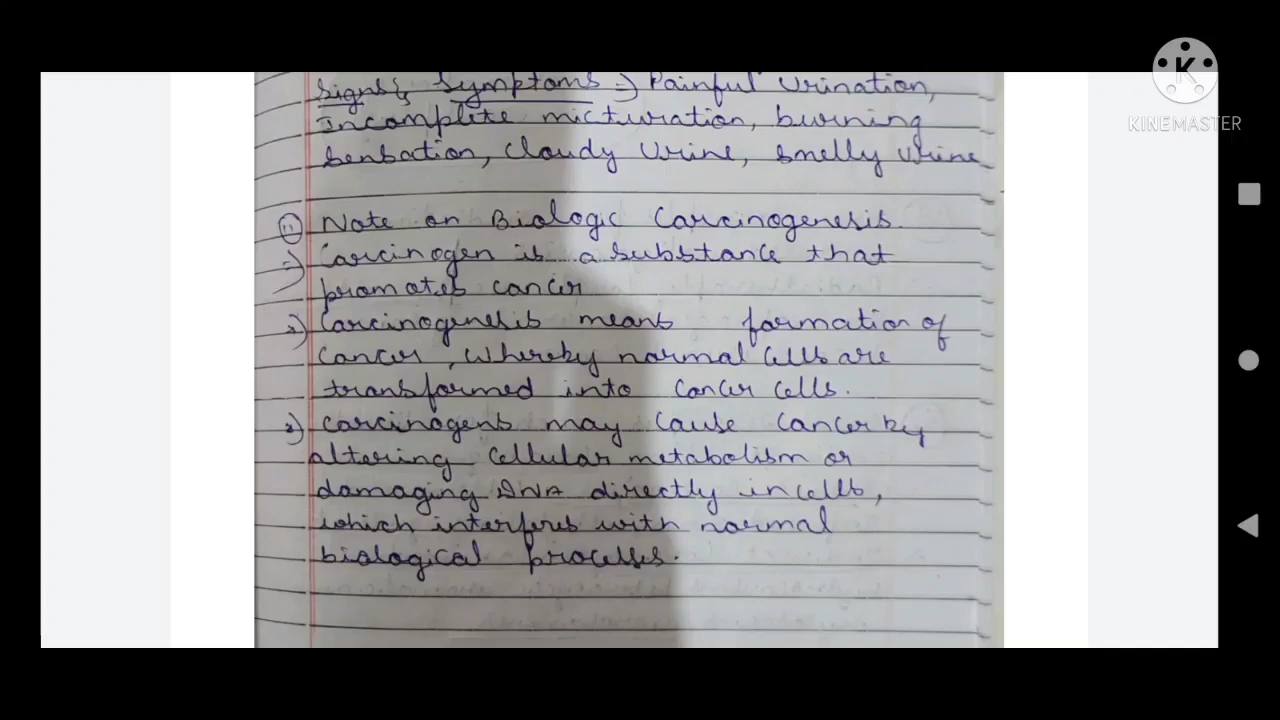 Signs & Symptoms => Painful Urination,
Incomplete micturation, burning
sensation, Cloudy Urine, smelly urine
(11) Note on Biologic Carcinogenesis.
=) Carcinogen is a substance that
promotes cancer
=) Carcinogenesis means formation of
cancer, whereby normal cells are
transformed into cancer cells.
=) carcinogens may cause cancer by
altering cellular metabolism or
damaging DNA directly in cells,
which interferes with normal
biological processes.
KINEMASTER